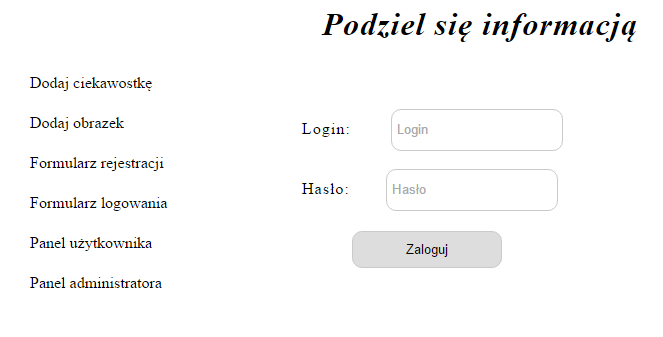 Podziel się informacją
Dodaj ciekawostkę
Dodaj obrazek
Formularz rejestracji
Formularz logowania
Panel użytkownika
Panel administratora
Login: Login
Hasło: Hasło
Zaloguj